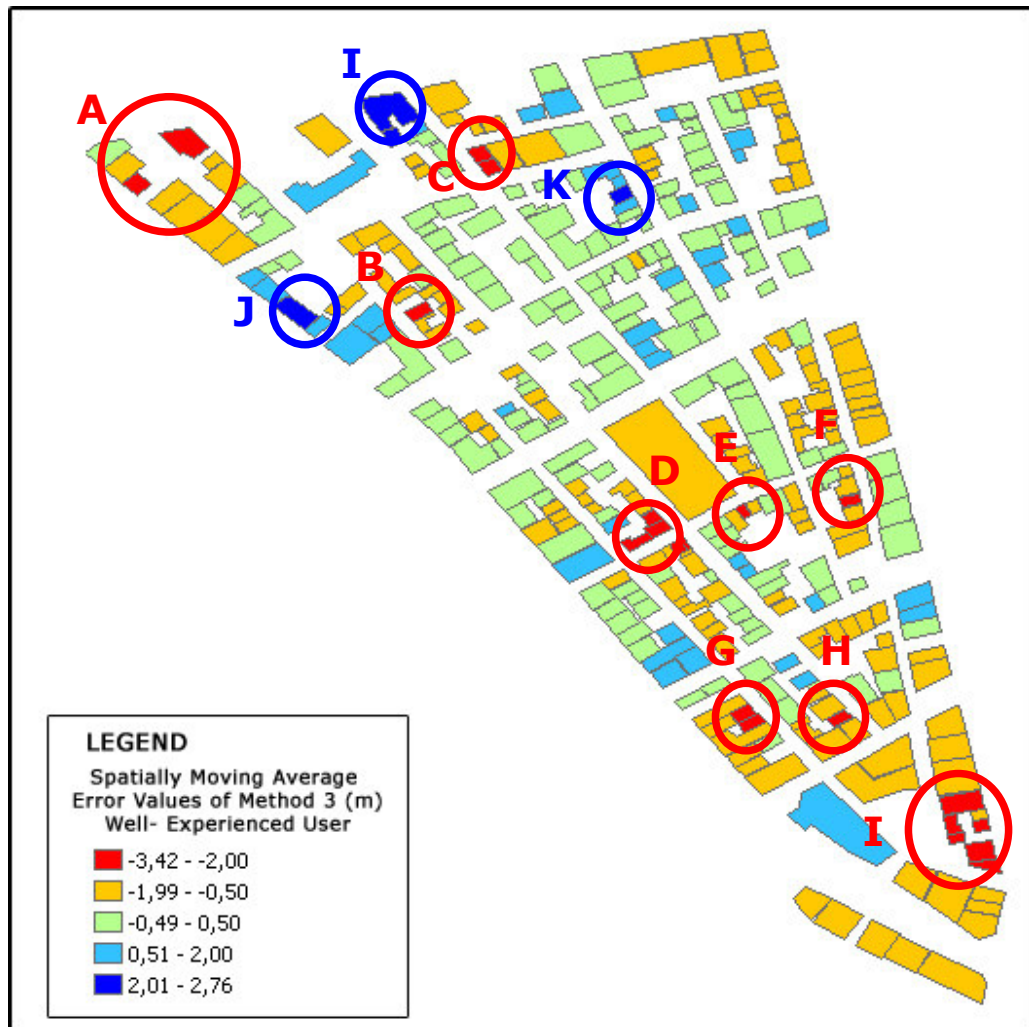 I
A
C
K
B
J
F
E
D
G
H
I
LEGEND
Spatially Moving Average
Error Values of Method 3 (m)
Well- Experienced User
-3,42 - -2,00
-1,99 - -0,50
-0,49 - 0,50
0,51 - 2,00
2,01 - 2,76